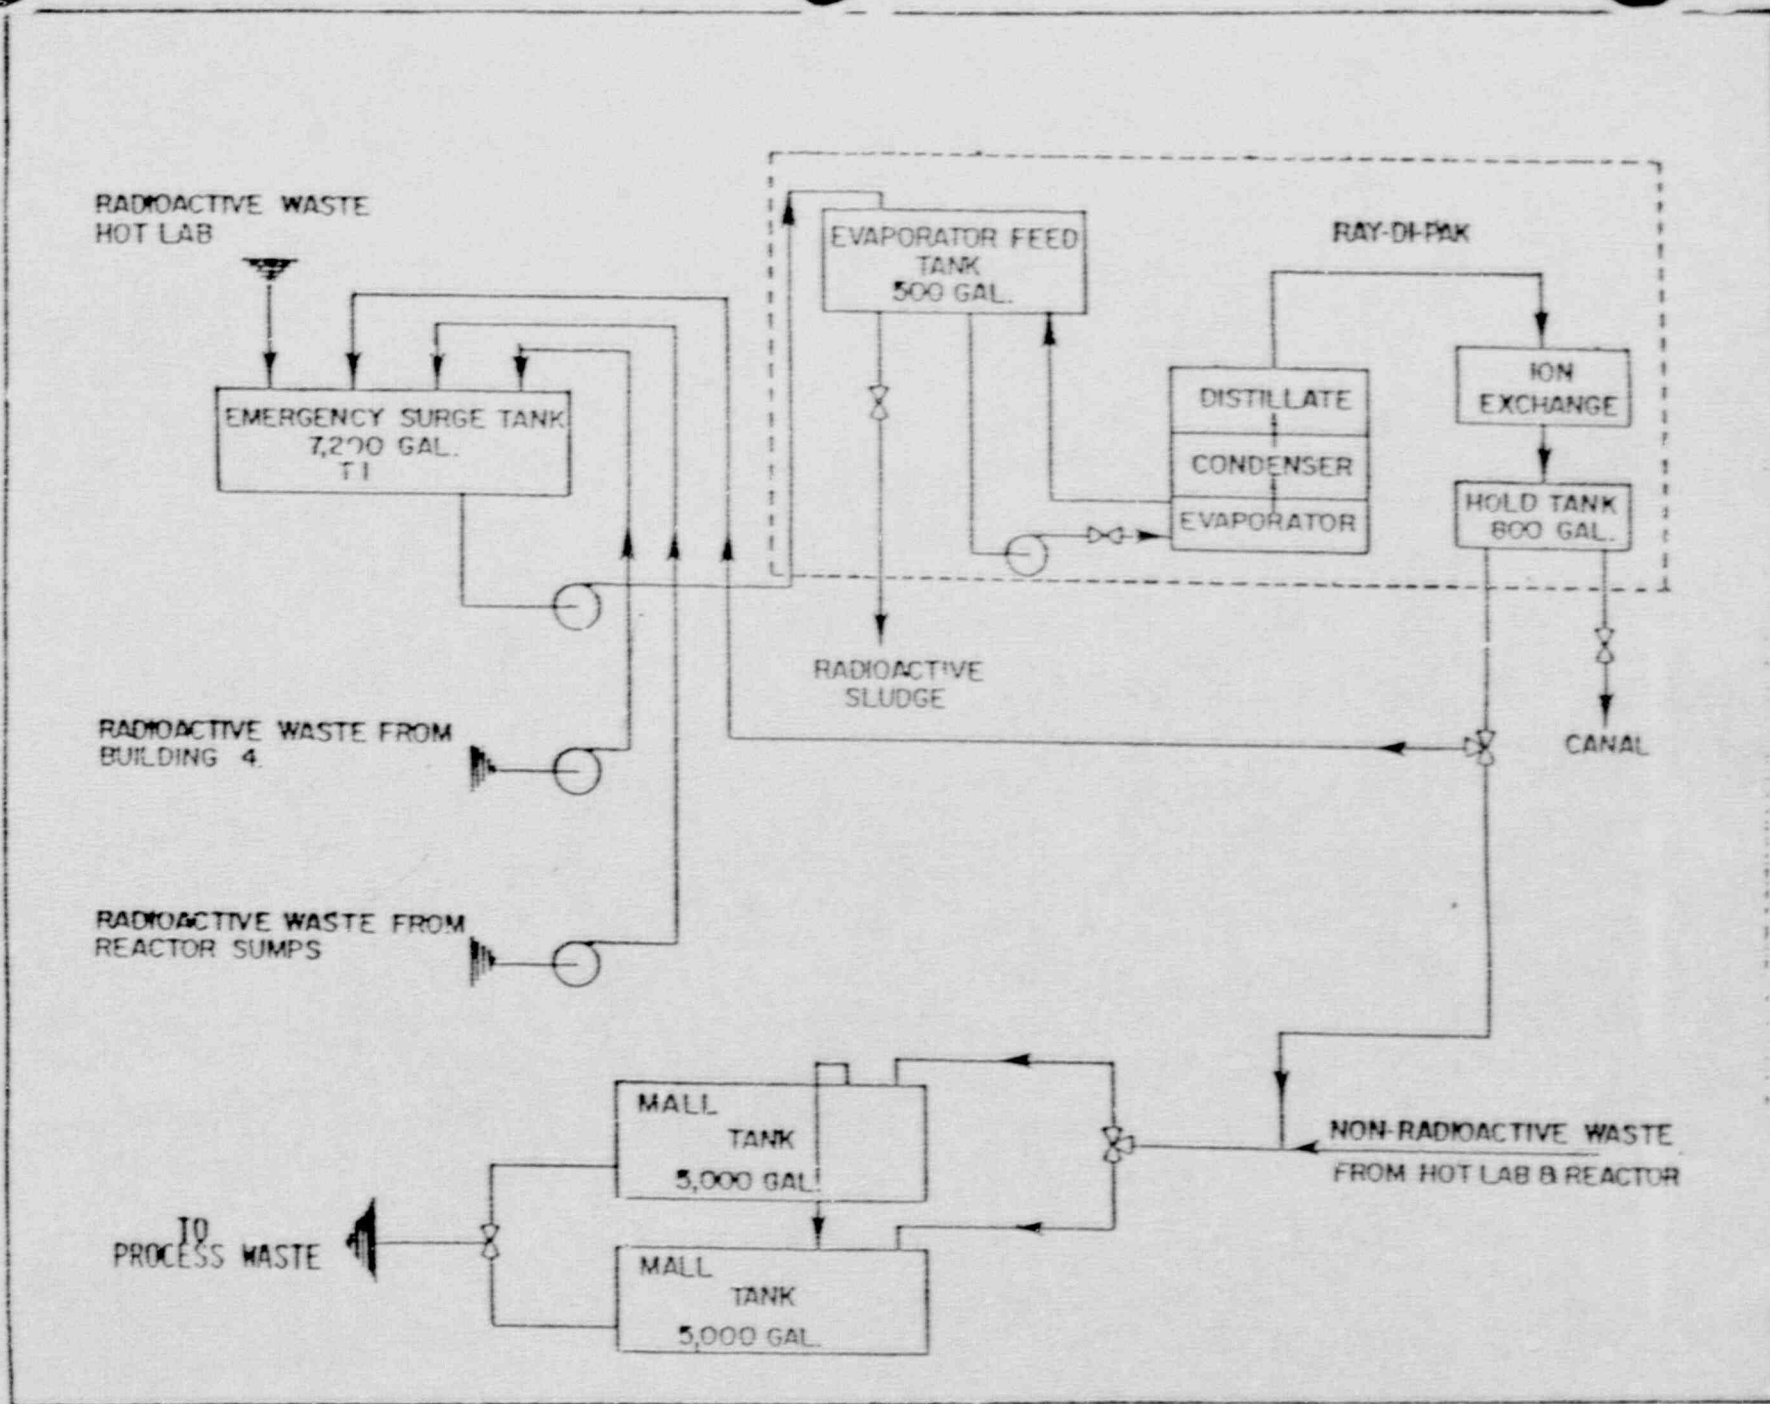 RADIOACTIVE WASTE
HOT LAB
EVAPORATOR FEED
TANK
500 GAL.
RAY-DI-PAK
EMERGENCY SURGE TANK
7,200 GAL.
T1
DISTILLATE
CONDENSER
EVAPORATOR
ION
EXCHANGE
HOLD TANK
800 GAL.
RADIOACTIVE
SLUDGE
CANAL
RADIOACTIVE WASTE FROM
BUILDING 4.
RADIOACTIVE WASTE FROM
REACTOR SUMPS
MALL
TANK
5,000 GAL.
NON-RADIOACTIVE WASTE
FROM HOT LAB & REACTOR
TO
PROCESS WASTE
MALL
TANK
5,000 GAL.